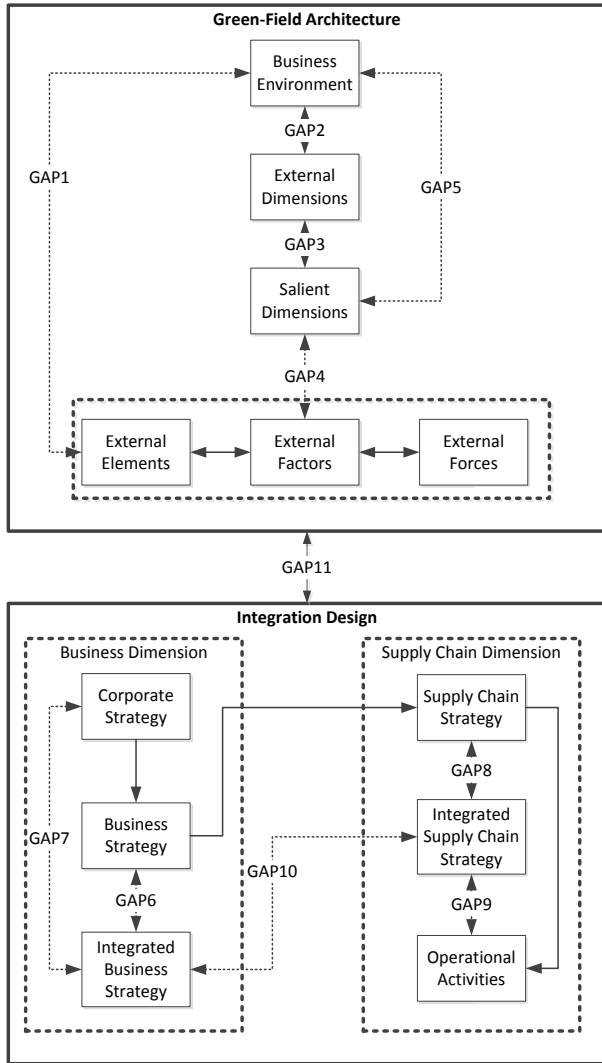 Green-Field Architecture
Business
Environment
GAP2
GAP1
External
Dimensions
GAP5
GAP3
Salient
Dimensions
GAP4
External
Elements
External
Factors
External
Forces
GAP11
Integration Design
Business Dimension
Supply Chain Dimension
Corporate
Strategy
Supply Chain
Strategy
GAP8
Business
Strategy
GAP7
Integrated
Supply Chain
Strategy
GAP10
GAP6
GAP9
Integrated
Business
Strategy
Operational
Activities